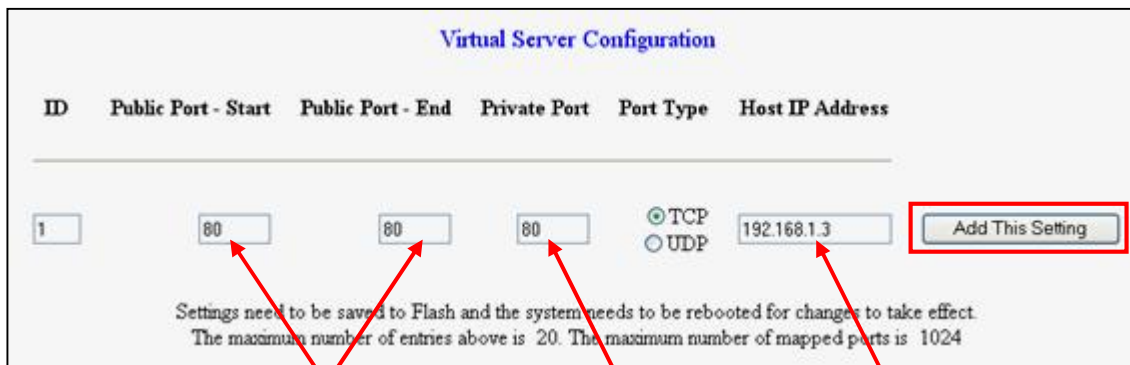 Virtual Server Configuration
ID Public Port - Start Public Port - End Private Port Port Type Host IP Address
1 80 80 80 TCP 192.168.1.3 Add This Setting
UDP
Settings need to be saved to Flash and the system needs to be rebooted for changes to take effect.
The maximum number of entries above is 20. The maximum number of mapped ports is 1024